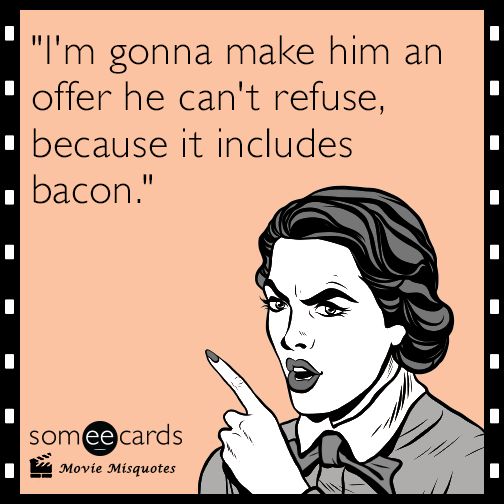 "I'm gonna make him an
offer he can't refuse,
because it includes
bacon."
someecards
Movie Misquotes